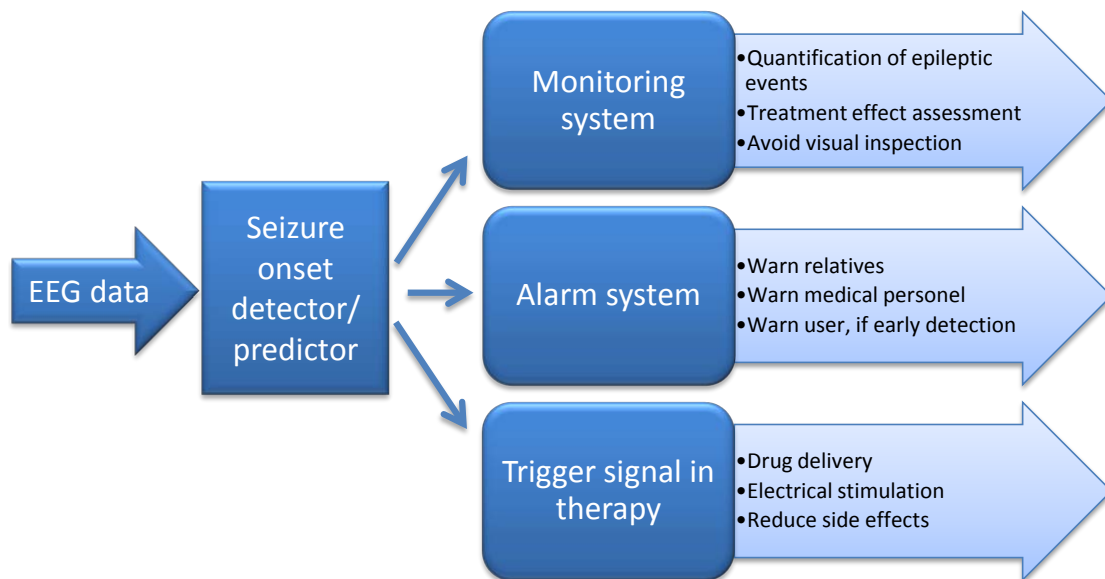 EEG data
Seizure
onset
detector/
predictor
Monitoring
system
•Quantification of epileptic
events
•Treatment effect assessment
•Avoid visual inspection
Alarm system
•Warn relatives
•Warn medical personel
•Warn user, if early detection
Trigger signal in
therapy
•Drug delivery
•Electrical stimulation
•Reduce side effects